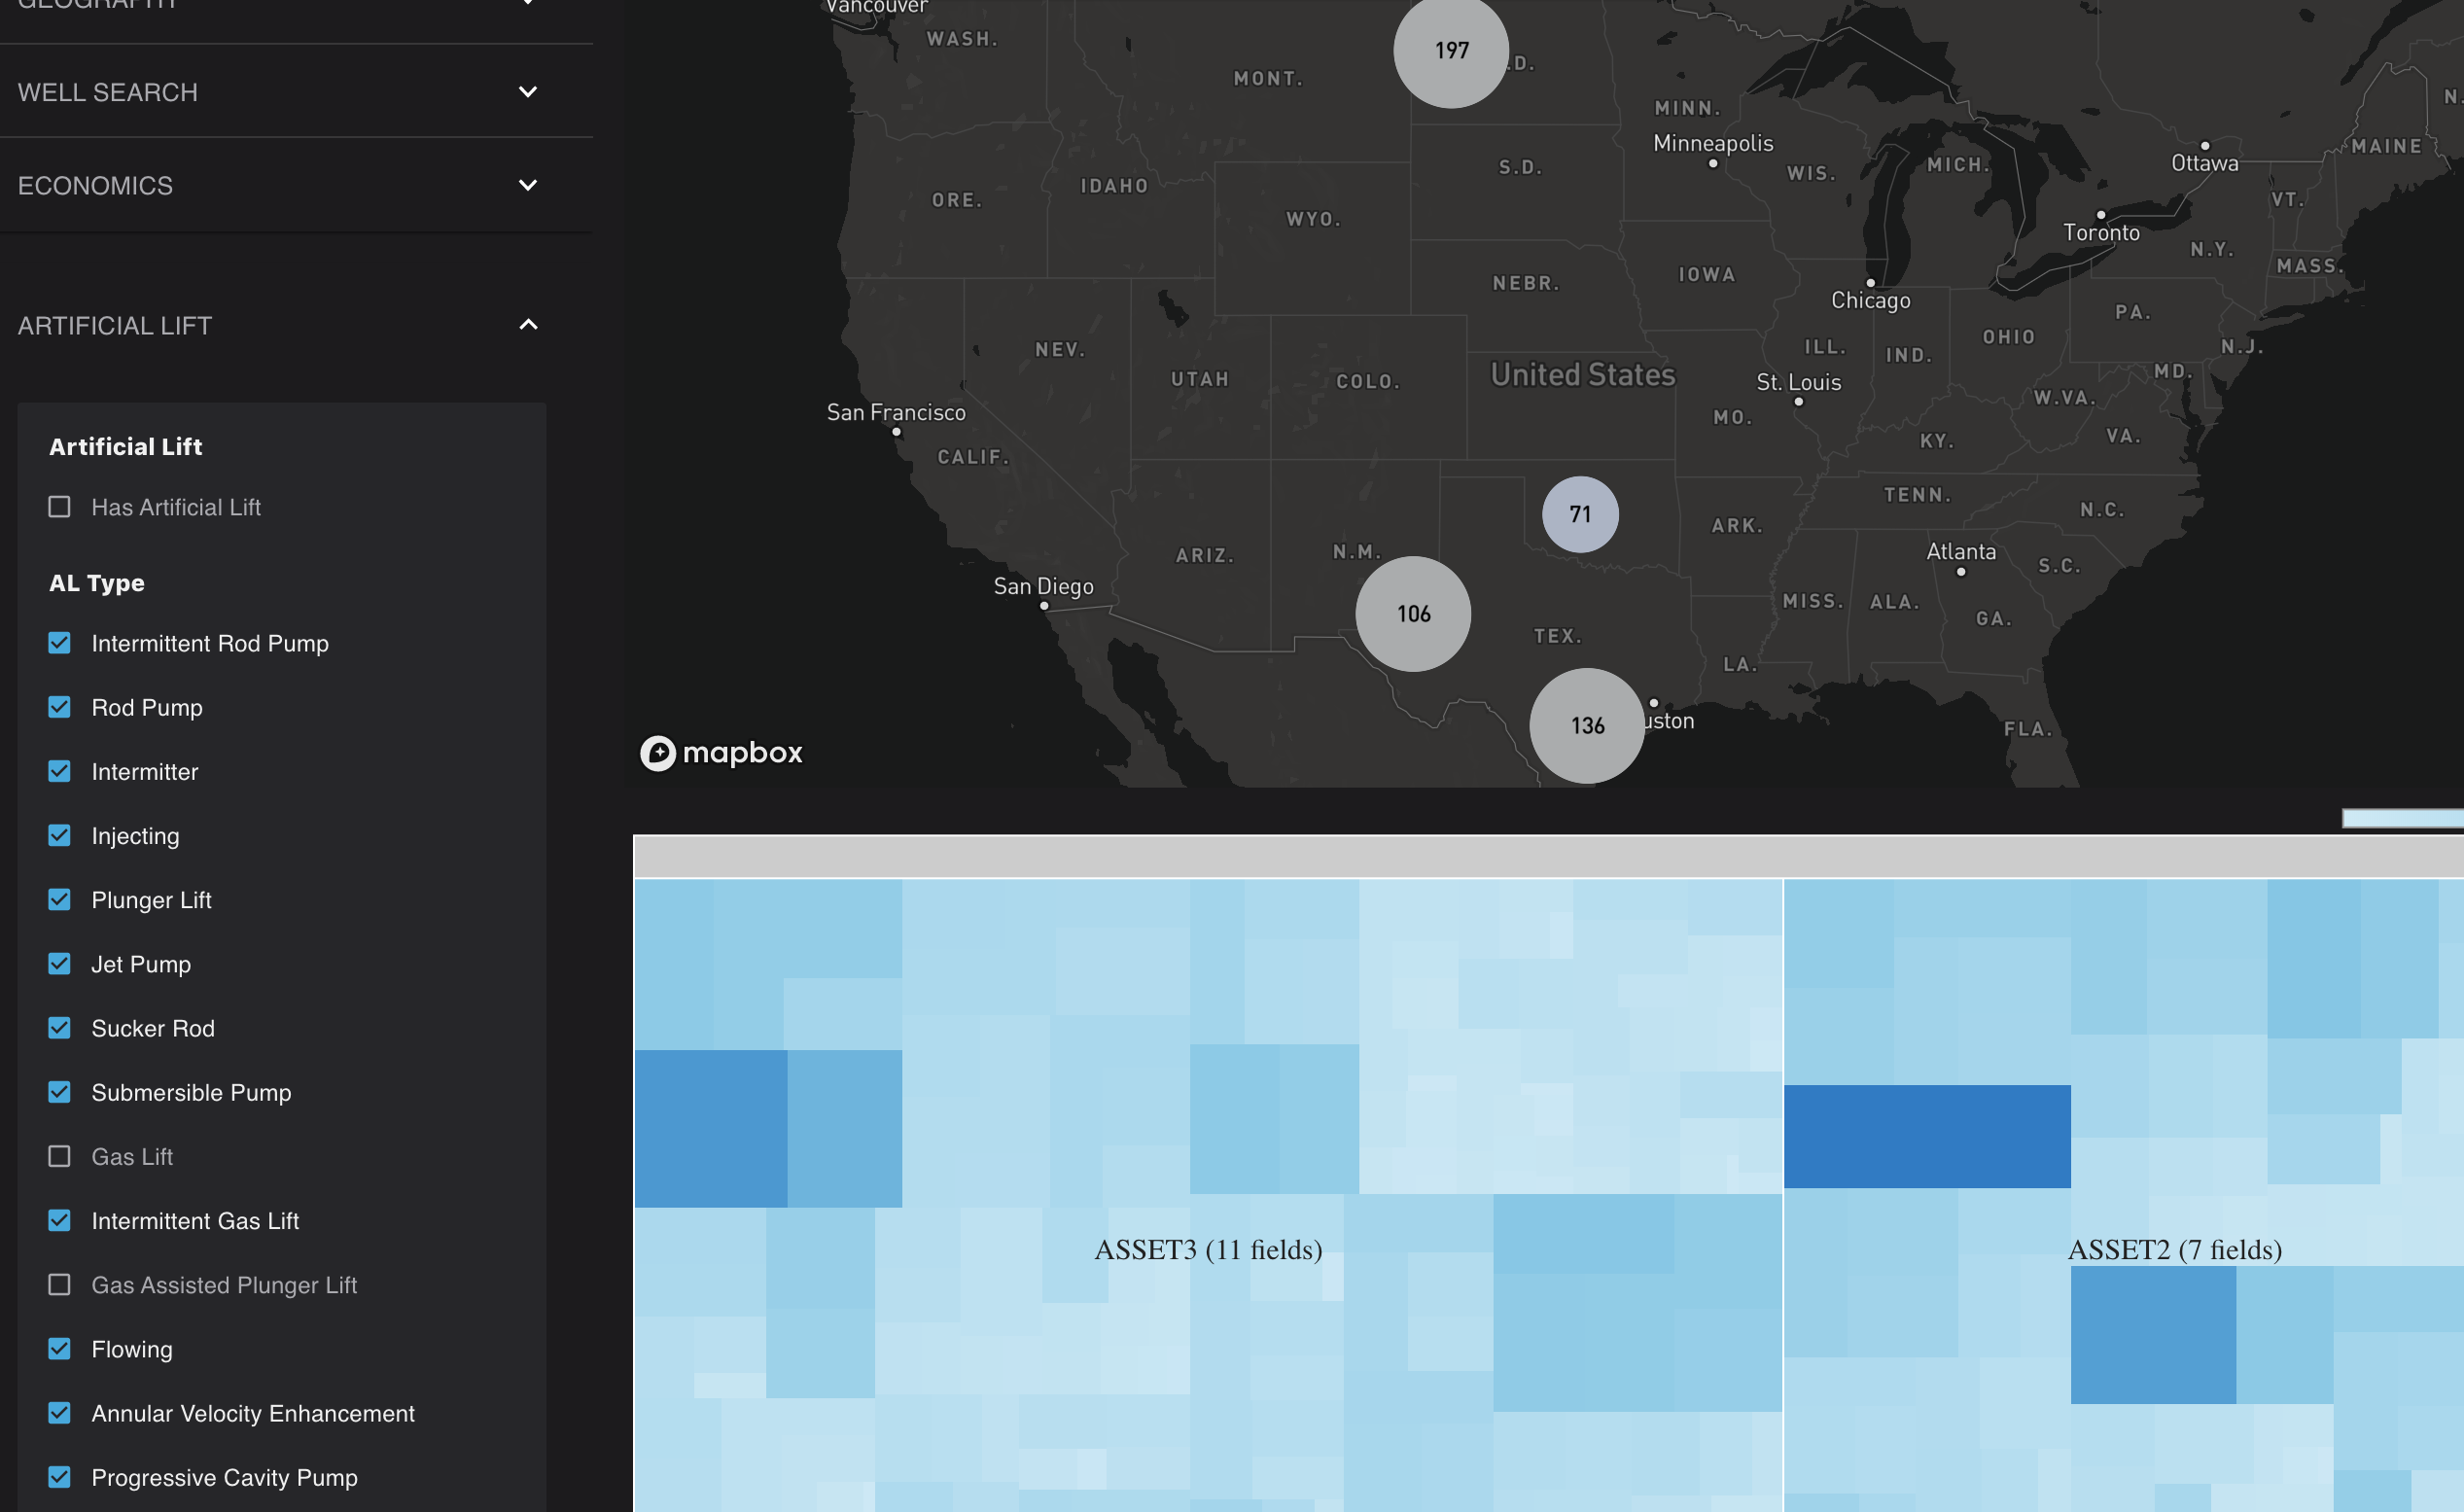 GEOGRAPHY
WELL SEARCH
ECONOMICS
ARTIFICIAL LIFT
Artificial Lift
Has Artificial Lift
AL Type
Intermittent Rod Pump
Rod Pump
Intermitter
Injecting
Plunger Lift
Jet Pump
Sucker Rod
Submersible Pump
Gas Lift
Intermittent Gas Lift
Gas Assisted Plunger Lift
Flowing
Annular Velocity Enhancement
Progressive Cavity Pump
Vancouver
WASH.
197
.D.
MONT.
MINN.
Minneapolis
N.
MAINE
Ottawa
S.D.
WIS.
MICH.
IDAHO
ORE.
VT.
WYO.
Toronto
N.Y.
MASS.
IOWA
NEBR.
Chicago
PA.
OHIO
N.J.
ILL.
IND.
NEV.
UTAH
COLO.
United States
St. Louis
MD.
W.VA.
San Francisco
MO.
VA.
KY.
CALIF.
TENN.
N.C.
71
ARK.
N.M.
ARIZ.
Atlanta
S.C.
San Diego
MISS.
ALA.
106
GA.
TEX.
LA.
136
uston
FLA.
mapbox
ASSET3 (11 fields)
ASSET2 (7 fields)